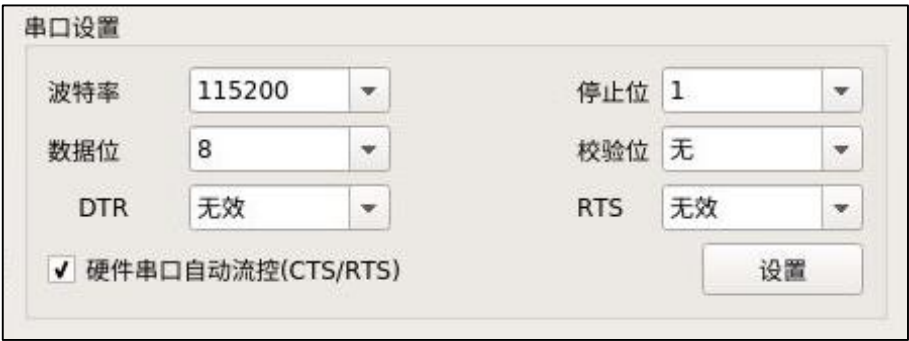 串口设置
波特率 115200 停止位 1
数据位 8 校验位 无
DTR 无效 RTS 无效
硬件串口自动流控(CTS/RTS) 设置